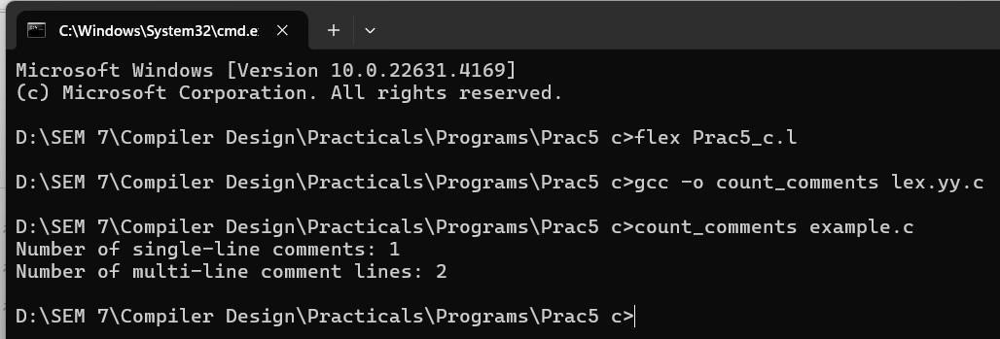 C:\Windows\System32\cmd.e
Microsoft Windows [Version 10.0.22631.4169]
(c) Microsoft Corporation. All rights reserved.
D:\SEM 7\Compiler Design\Practicals\Programs\Prac5 c>flex Prac5_c.l
D:\SEM 7\Compiler Design\Practicals\Programs\Prac5 c>gcc -o count_comments lex.yy.c
D:\SEM 7\Compiler Design\Practicals\Programs\Prac5 c>count_comments example.c
Number of single-line comments: 1
Number of multi-line comment lines: 2
D:\SEM 7\Compiler Design\Practicals\Programs\Prac5 c>